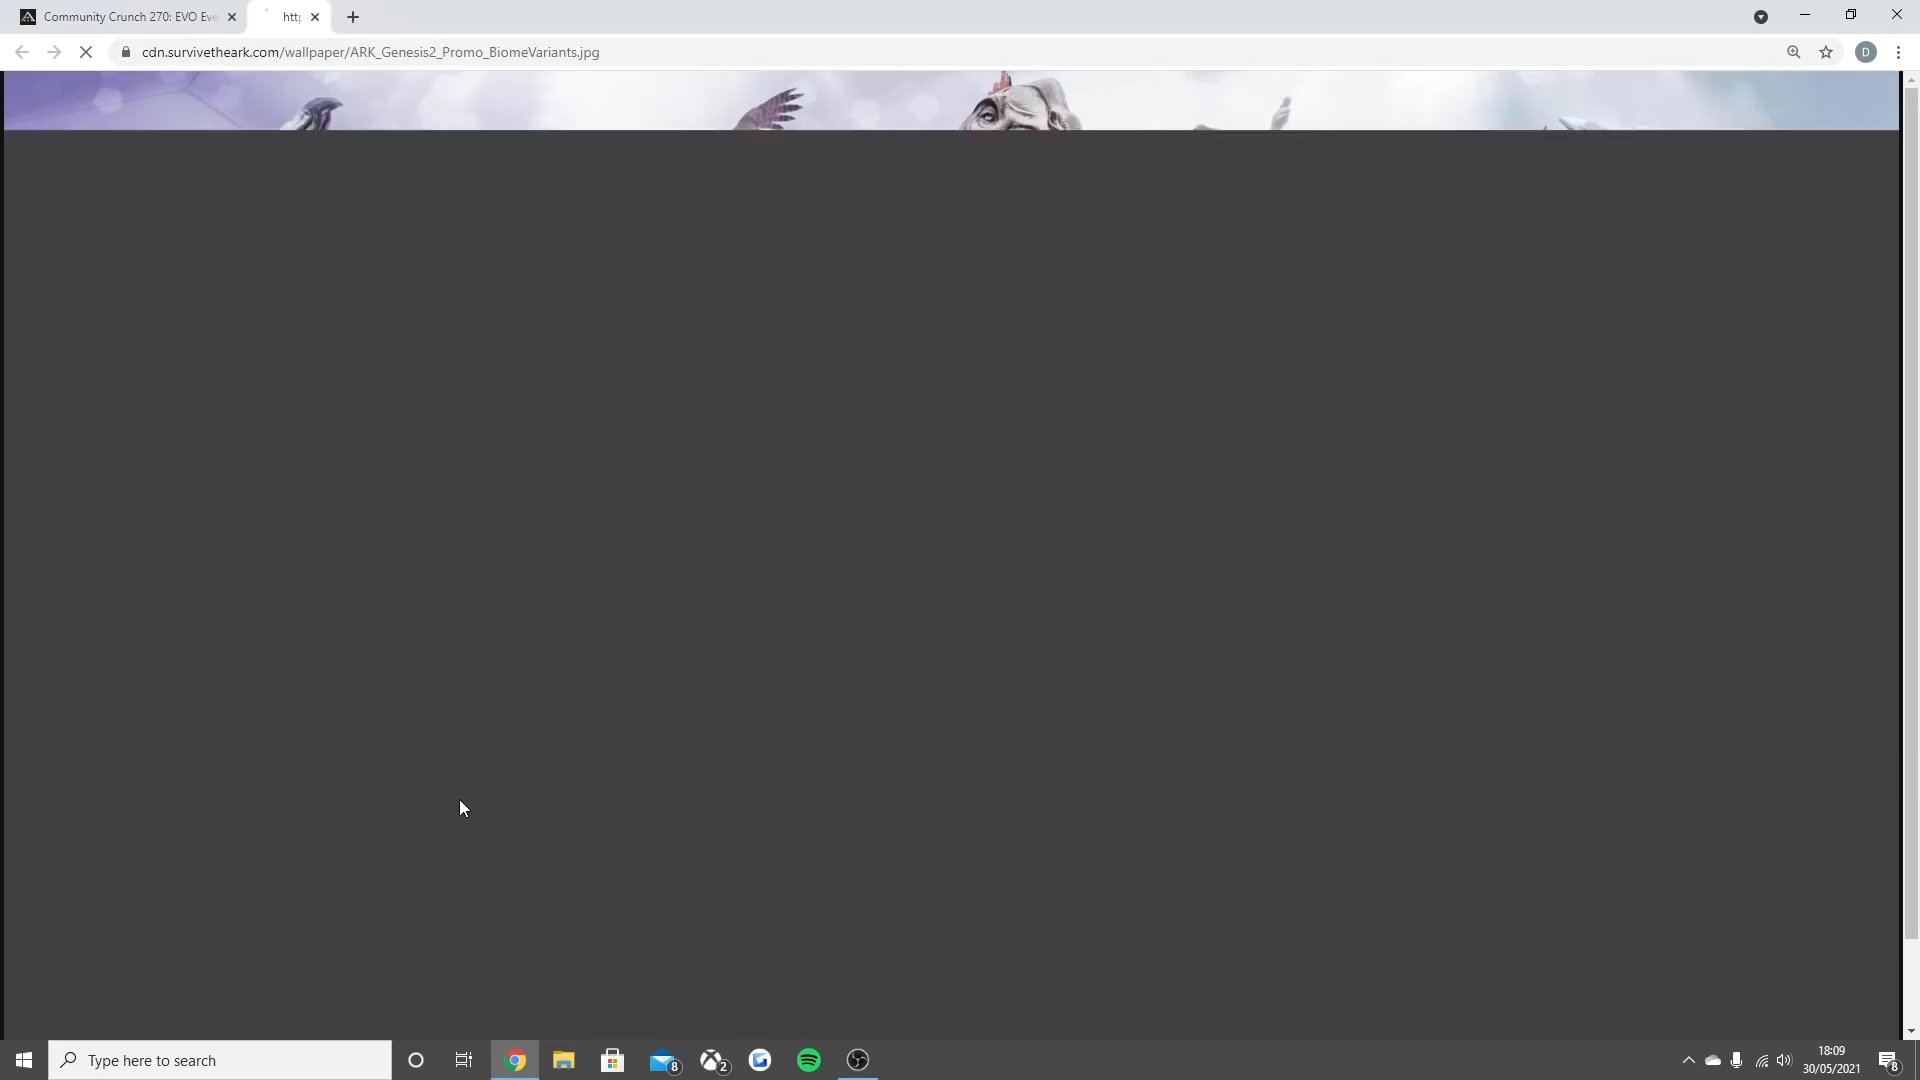 Community Crunch 270: EVO Eve
http
cdn.survivetheark.com/wallpaper/ARK_Genesis2_Promo_BiomeVariants.jpg
D
Type here to search
8
2
18:09
30/05/2021
8